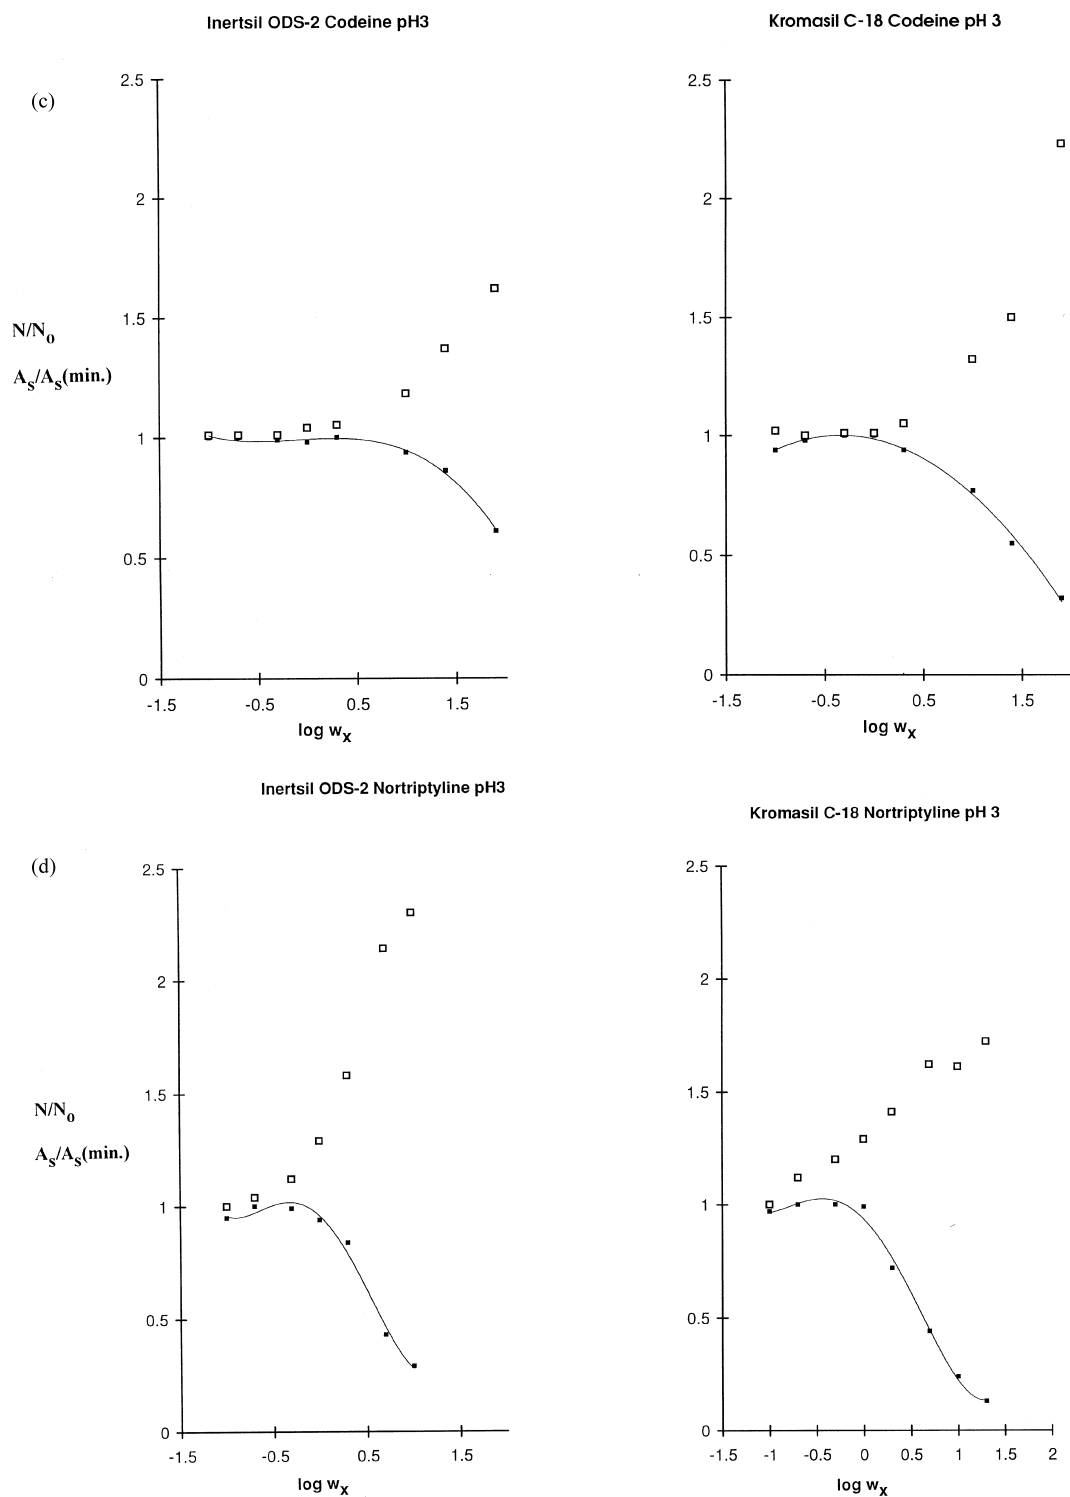 Inertsil ODS-2 Codeine pH3
Kromasil C-18 Codeine pH 3
(c)
2.5
2
1.5
1
0.5
0
-1.5 -0.5 0.5 1.5
log wx
N/No
As/As(min.)
2.5
2
1.5
1
0.5
0
-1.5 -0.5 0.5 1.5
log wx
Inertsil ODS-2 Nortriptyline pH3
Kromasil C-18 Nortriptyline pH 3
(d)
2.5
2
1.5
1
0.5
0
-1.5 -0.5 0.5 1.5
log wx
N/No
As/As(min.)
2.5
2
1.5
1
0.5
0
-1.5 -1 -0.5 0 0.5 1 1.5 2
log wx